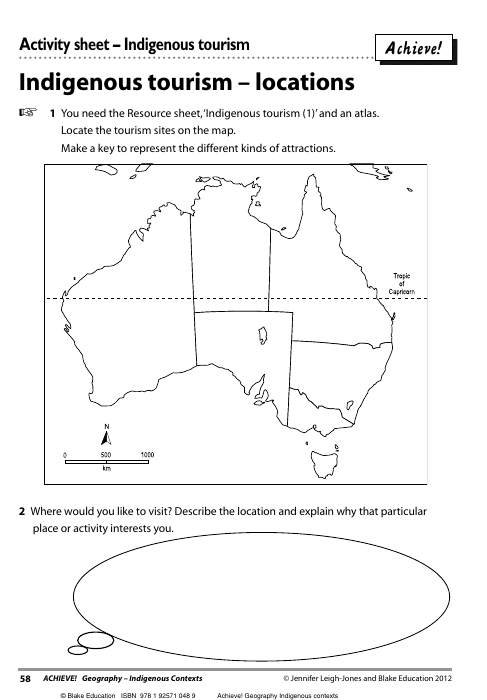 Activity sheet – Indigenous tourism
Achieve!
Indigenous tourism – locations
1 You need the Resource sheet, 'Indigenous tourism (1)' and an atlas.
Locate the tourism sites on the map.
Make a key to represent the different kinds of attractions.
Tropic
of
Capricorn
N
0 500 1000
km
2 Where would you like to visit? Describe the location and explain why that particular
place or activity interests you.
58 ACHIEVE! Geography – Indigenous Contexts © Jennifer Leigh-Jones and Blake Education 2012
© Blake Education ISBN 978 1 92571 048 9 Achieve! Geography Indigenous contexts